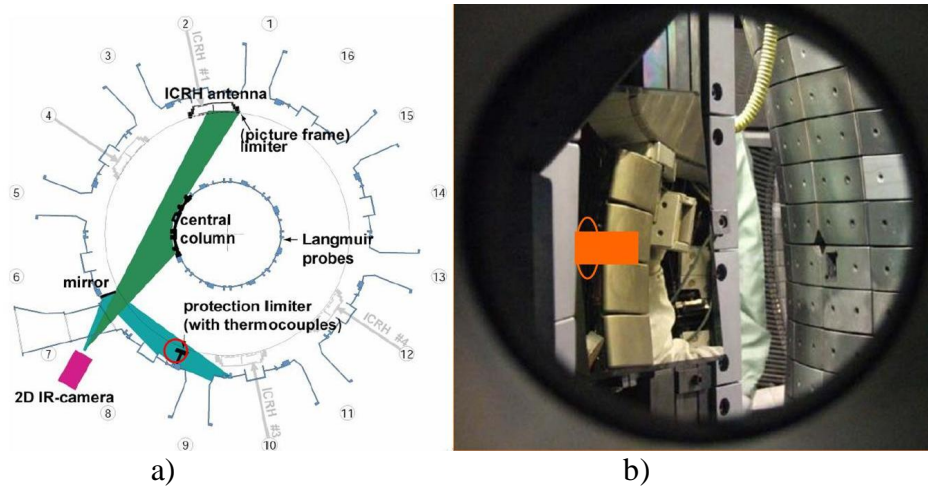 1
2
3
4
5
6
7
8
9
10
11
12
13
14
15
16
ICRH #1
ICRH antenna
(picture frame)
limiter
central
column
Langmuir
probes
mirror
protection limiter
(with thermocouples)
ICRH #4
2D IR-camera
ICRH #3
a)
b)